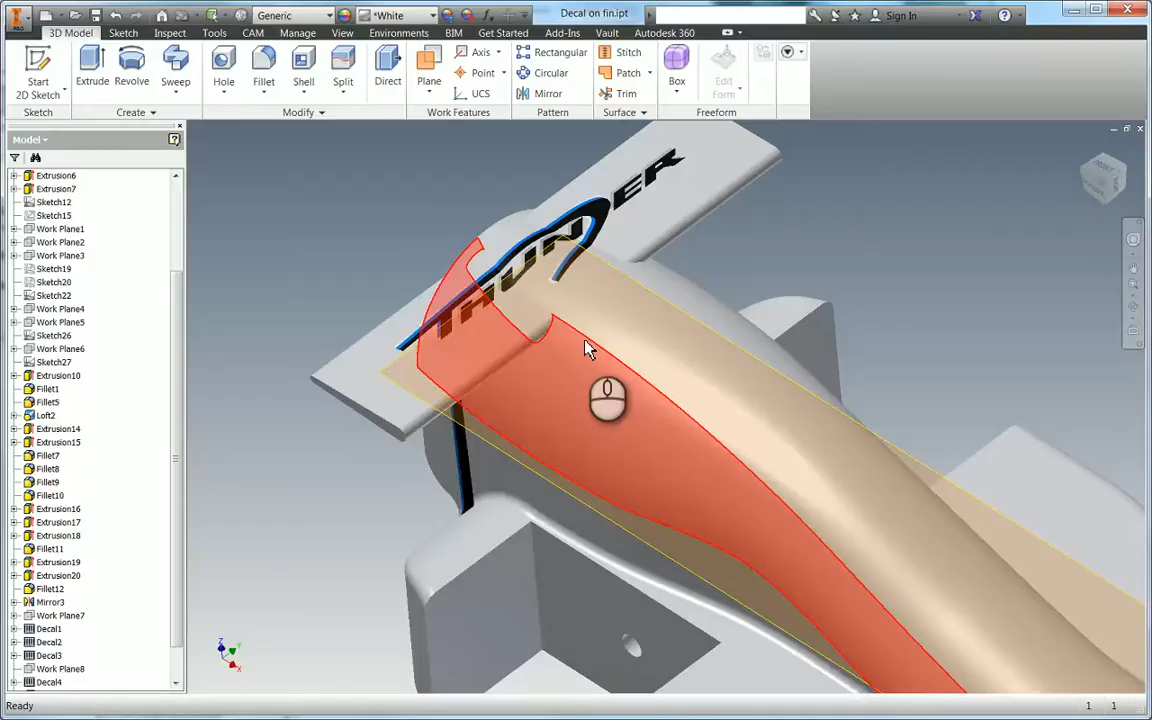 PRO
Generic
*White
Decal on fin.ipt
Sign In
3D Model Sketch Inspect Tools CAM Manage View Environments BIM Get Started Add-Ins Vault Autodesk 360
Start
2D Sketch
Extrude Revolve Sweep
Hole Fillet Shell Split
Direct
Plane
Axis
Point
UCS
Rectangular
Circular
Mirror
Stitch
Patch
Trim
Box
Edit
Form
Sketch Create Modify Work Features Pattern Surface Freeform
Model
Extrusion6
Extrusion7
Sketch12
Sketch15
Work Plane1
Work Plane2
Work Plane3
Sketch19
Sketch20
Sketch22
Work Plane4
Work Plane5
Sketch26
Work Plane6
Sketch27
Extrusion10
Fillet1
Fillet5
Loft2
Extrusion14
Extrusion15
Fillet7
Fillet8
Fillet9
Fillet10
Extrusion16
Extrusion17
Extrusion18
Fillet11
Extrusion19
Extrusion20
Fillet12
Mirror3
Work Plane7
Decal1
Decal2
Decal3
Work Plane8
Decal4
FRONT
THUNDER
Z
Y
X
Ready
1 1